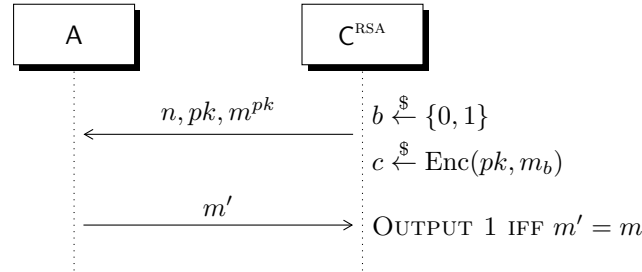 A
C^RSA
n, pk, m^pk
b ←$ {0, 1}
c ←$ Enc(pk, m_b)
m′
OUTPUT 1 IFF m′ = m